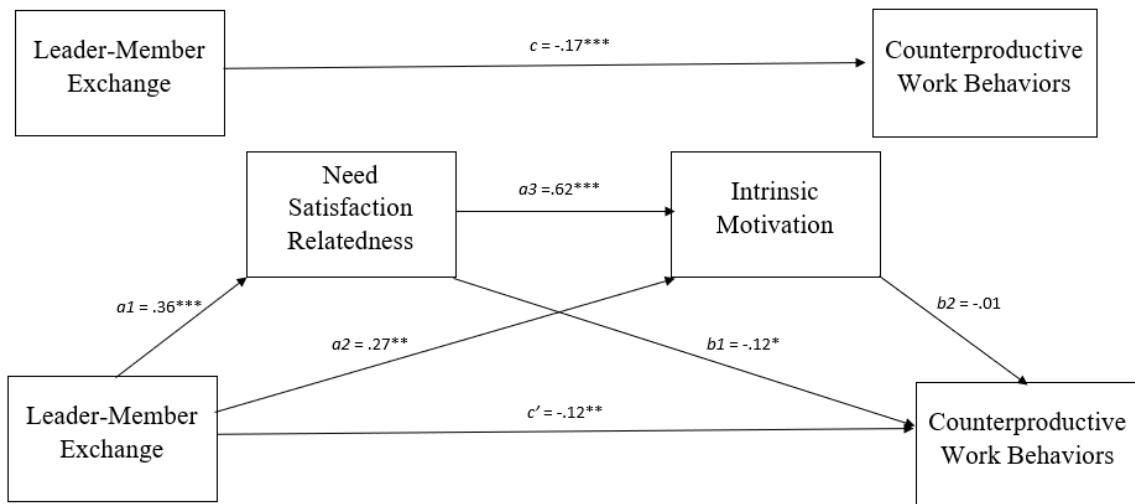 Leader-Member
Exchange
c = -.17***
Counterproductive
Work Behaviors
Need
Satisfaction
Relatedness
a3 =.62***
Intrinsic
Motivation
a1 = .36***
a2 = .27**
b1 = -.12*
b2 = -.01
Leader-Member
Exchange
c’ = -.12**
Counterproductive
Work Behaviors